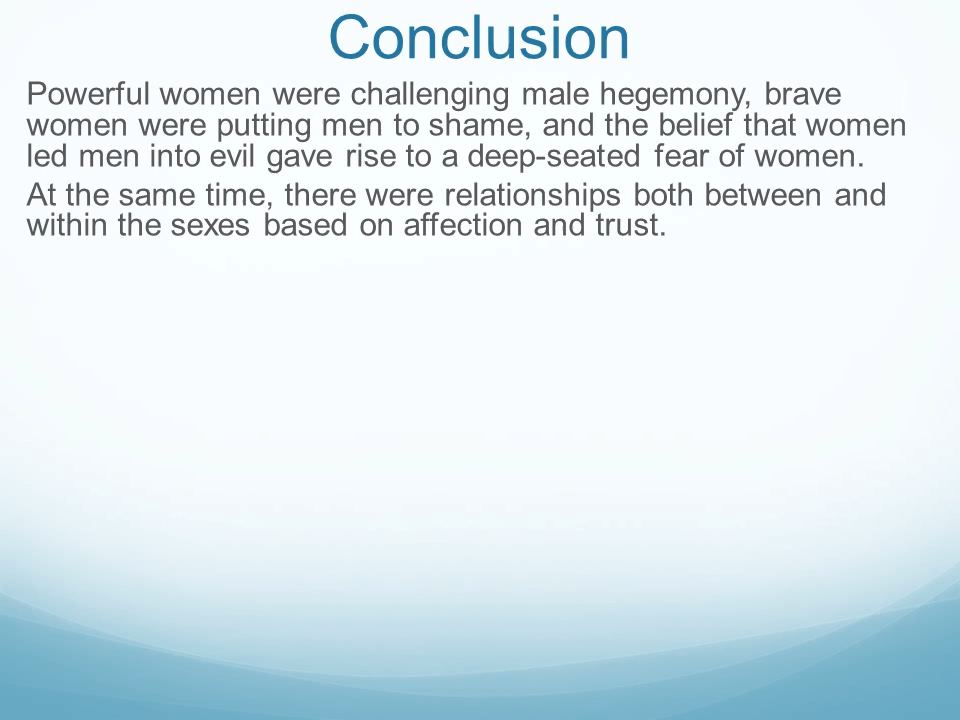 Conclusion
Powerful women were challenging male hegemony, brave
women were putting men to shame, and the belief that women
led men into evil gave rise to a deep-seated fear of women.
At the same time, there were relationships both between and
within the sexes based on affection and trust.